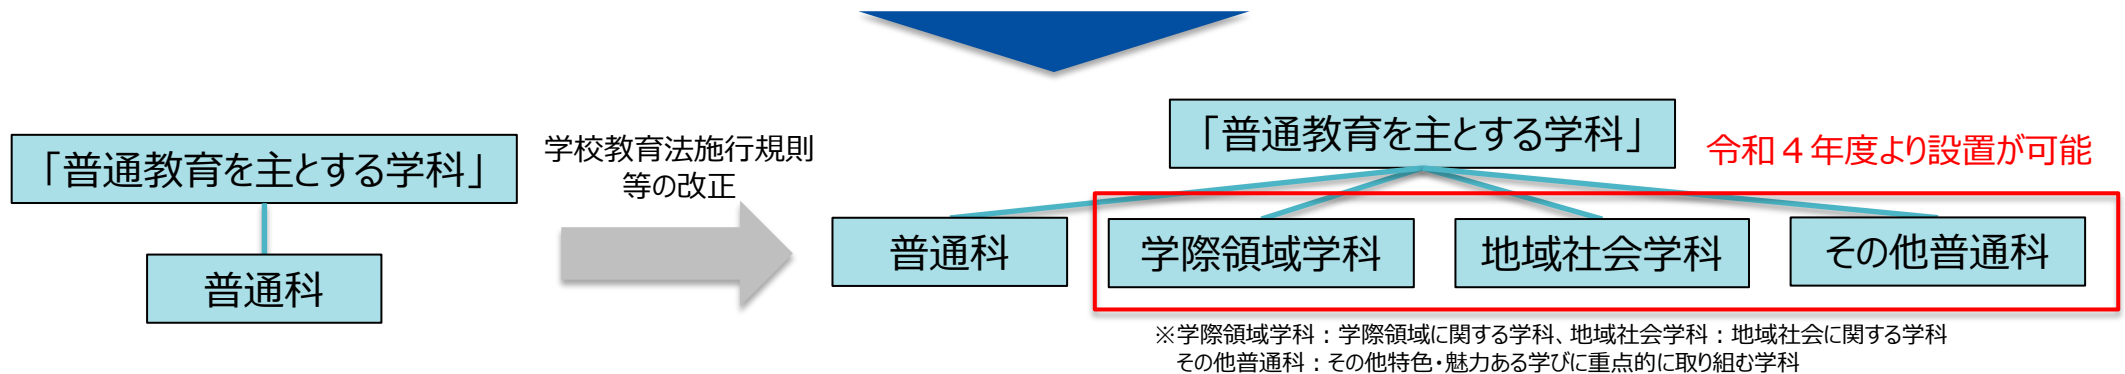 「普通教育を主とする学科」
普通科
学校教育法施行規則
等の改正
「普通教育を主とする学科」
令和４年度より設置が可能
普通科
学際領域学科
地域社会学科
その他普通科
※学際領域学科：学際領域に関する学科、地域社会学科：地域社会に関する学科
その他普通科：その他特色・魅力ある学びに重点的に取り組む学科